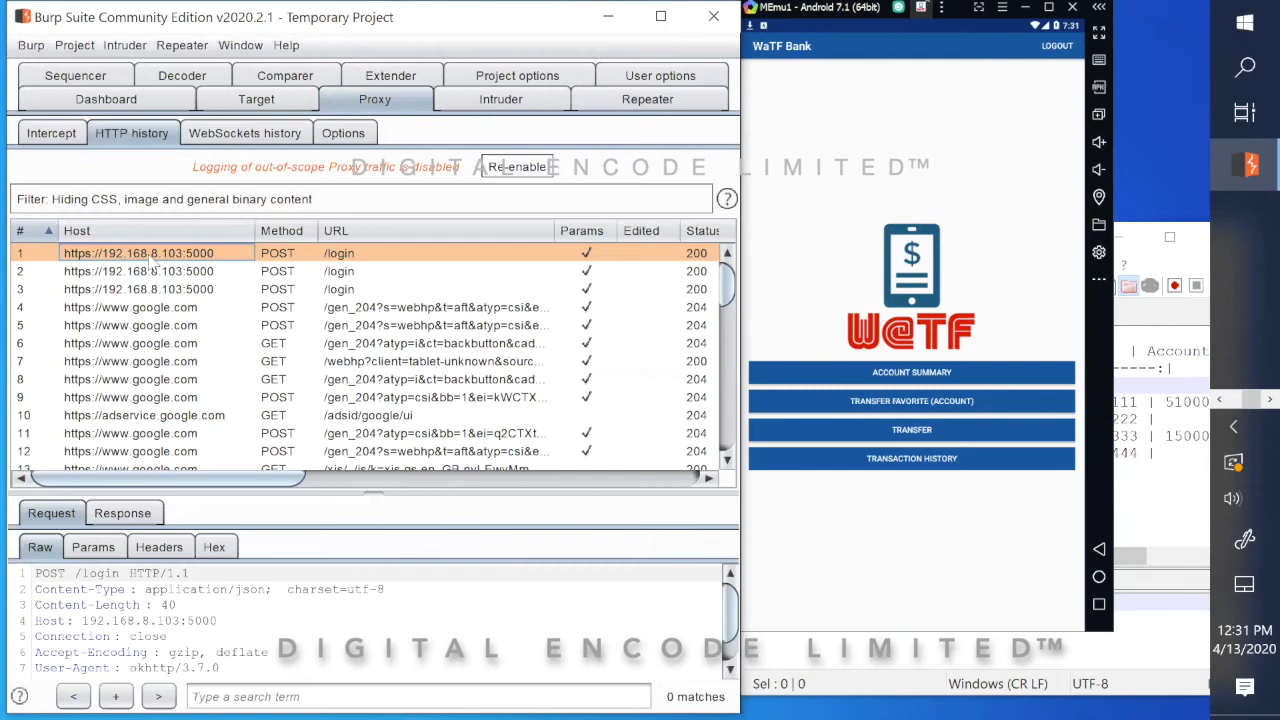 Burp Suite Community Edition v2020.2.1 - Temporary Project
Burp Project Intruder Repeater Window Help
Sequencer Decoder Comparer Extender Project options User options
Dashboard Target Proxy Intruder Repeater
Intercept HTTP history WebSockets history Options
Logging of out-of-scope Proxy traffic is disabled Re-enable
DIGITAL ENCODE LIMITED™
Filter: Hiding CSS, image and general binary content ?
# Host Method URL Params Edited Status
1 https://192.168.8.103:5000 POST /login ✓ 200
2 https://192.168.8.103:5000 POST /login ✓ 200
3 https://192.168.8.103:5000 POST /login ✓ 200
4 https://www.google.com POST /gen_204?s=webhp&t=aft&atyp=csi&e... ✓ 204
5 https://www.google.com POST /gen_204?s=webhp&t=aft&atyp=csi&e... ✓ 204
6 https://www.google.com GET /gen_204?atyp=i&ct=backbutton&cad... ✓ 204
7 https://www.google.com GET /webhp?client=tablet-unknown&sourc... ✓ 200
8 https://www.google.com GET /gen_204?atyp=i&ct=backbutton&cad... ✓ 204
9 https://www.google.com POST /gen_204?atyp=csi&bb=1&ei=kWCTX... ✓ 204
10 https://adservice.google.com GET /adsid/google/ui 204
11 https://www.google.com POST /gen_204?atyp=csi&bb=1&ei=q2CTXt... ✓ 204
12 https://www.google.com POST /gen_204?s=webhp&t=aft&atyp=csi&e... ✓ 204
Request Response
Raw Params Headers Hex
1 POST /login HTTP/1.1
2 Content-Type: application/json; charset=utf-8
3 Content-Length: 40
4 Host: 192.168.8.103:5000
5 Connection: close
6 Accept-Encoding: gzip, deflate
7 User-Agent: okhttp/3.7.0
DIGITAL ENCODE LIMITED™
? < + > Type a search term 0 matches
MEmu1 - Android 7.1 (64bit)
7:31
WaTF Bank LOGOUT
$
W@TF
ACCOUNT SUMMARY
TRANSFER FAVORITE (ACCOUNT)
TRANSFER
TRANSACTION HISTORY
?
| Account
-----:|
111 | 51000
222 |
333 | 15000
444 |
Sel : 0 | 0 Windows (CR LF) UTF-8
12:31 PM
4/13/2020